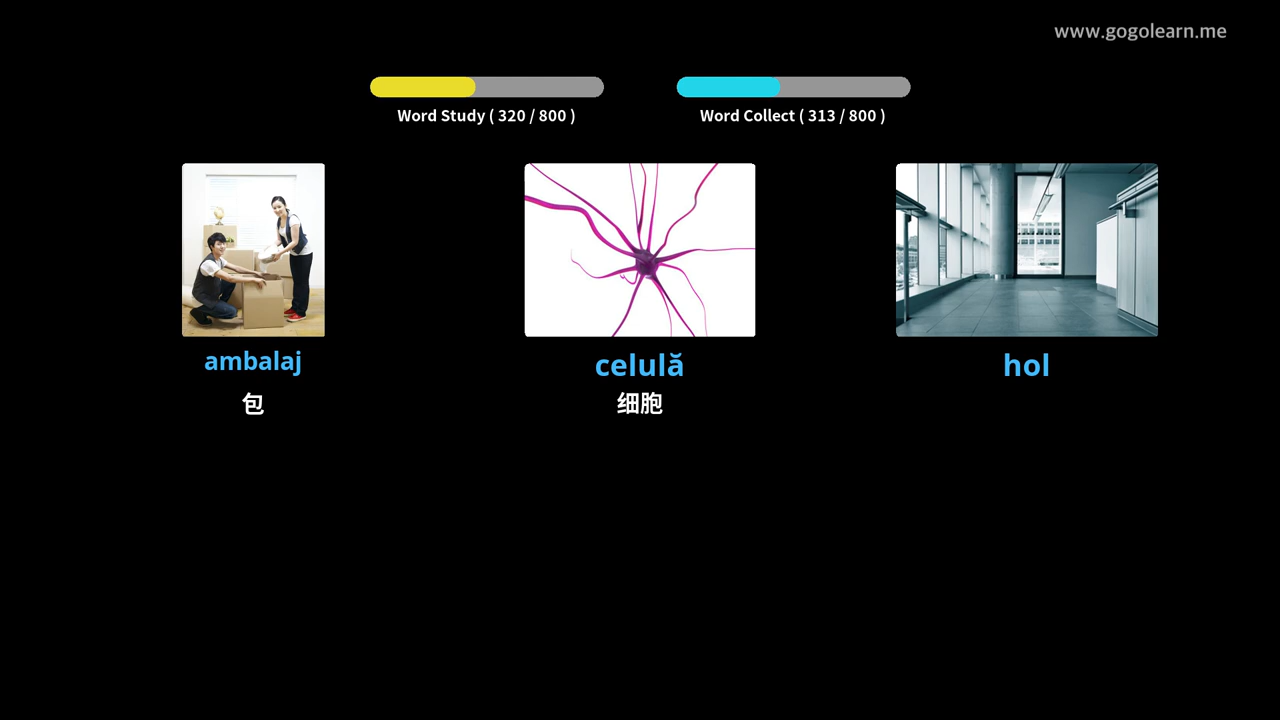 www.gogolearn.me
Word Study ( 320 / 800 )
Word Collect ( 313 / 800 )
ambalaj
celulă
hol
包
细胞